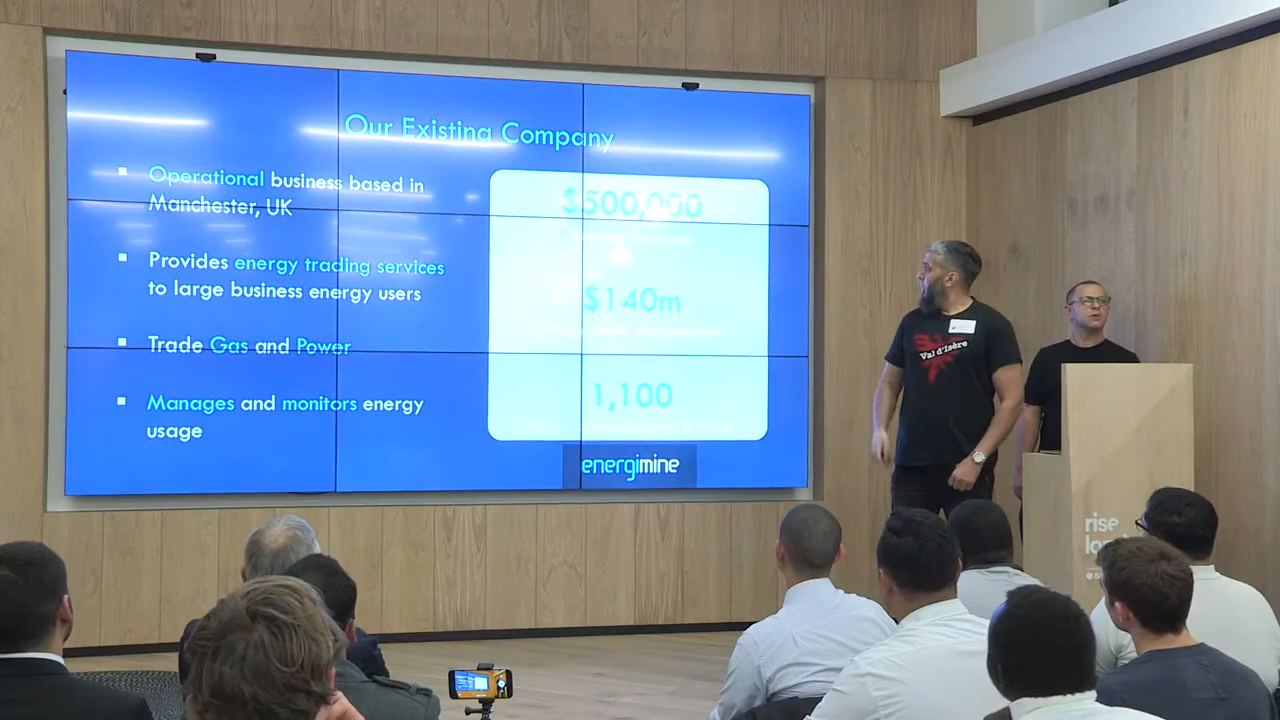 Our Existing Company
Operational business based in
Manchester, UK
Provides energy trading services
to large business energy users
Trade Gas and Power
Manages and monitors energy
usage
$500,000
$140m
1,100
energimine
Val d'Isère
rise